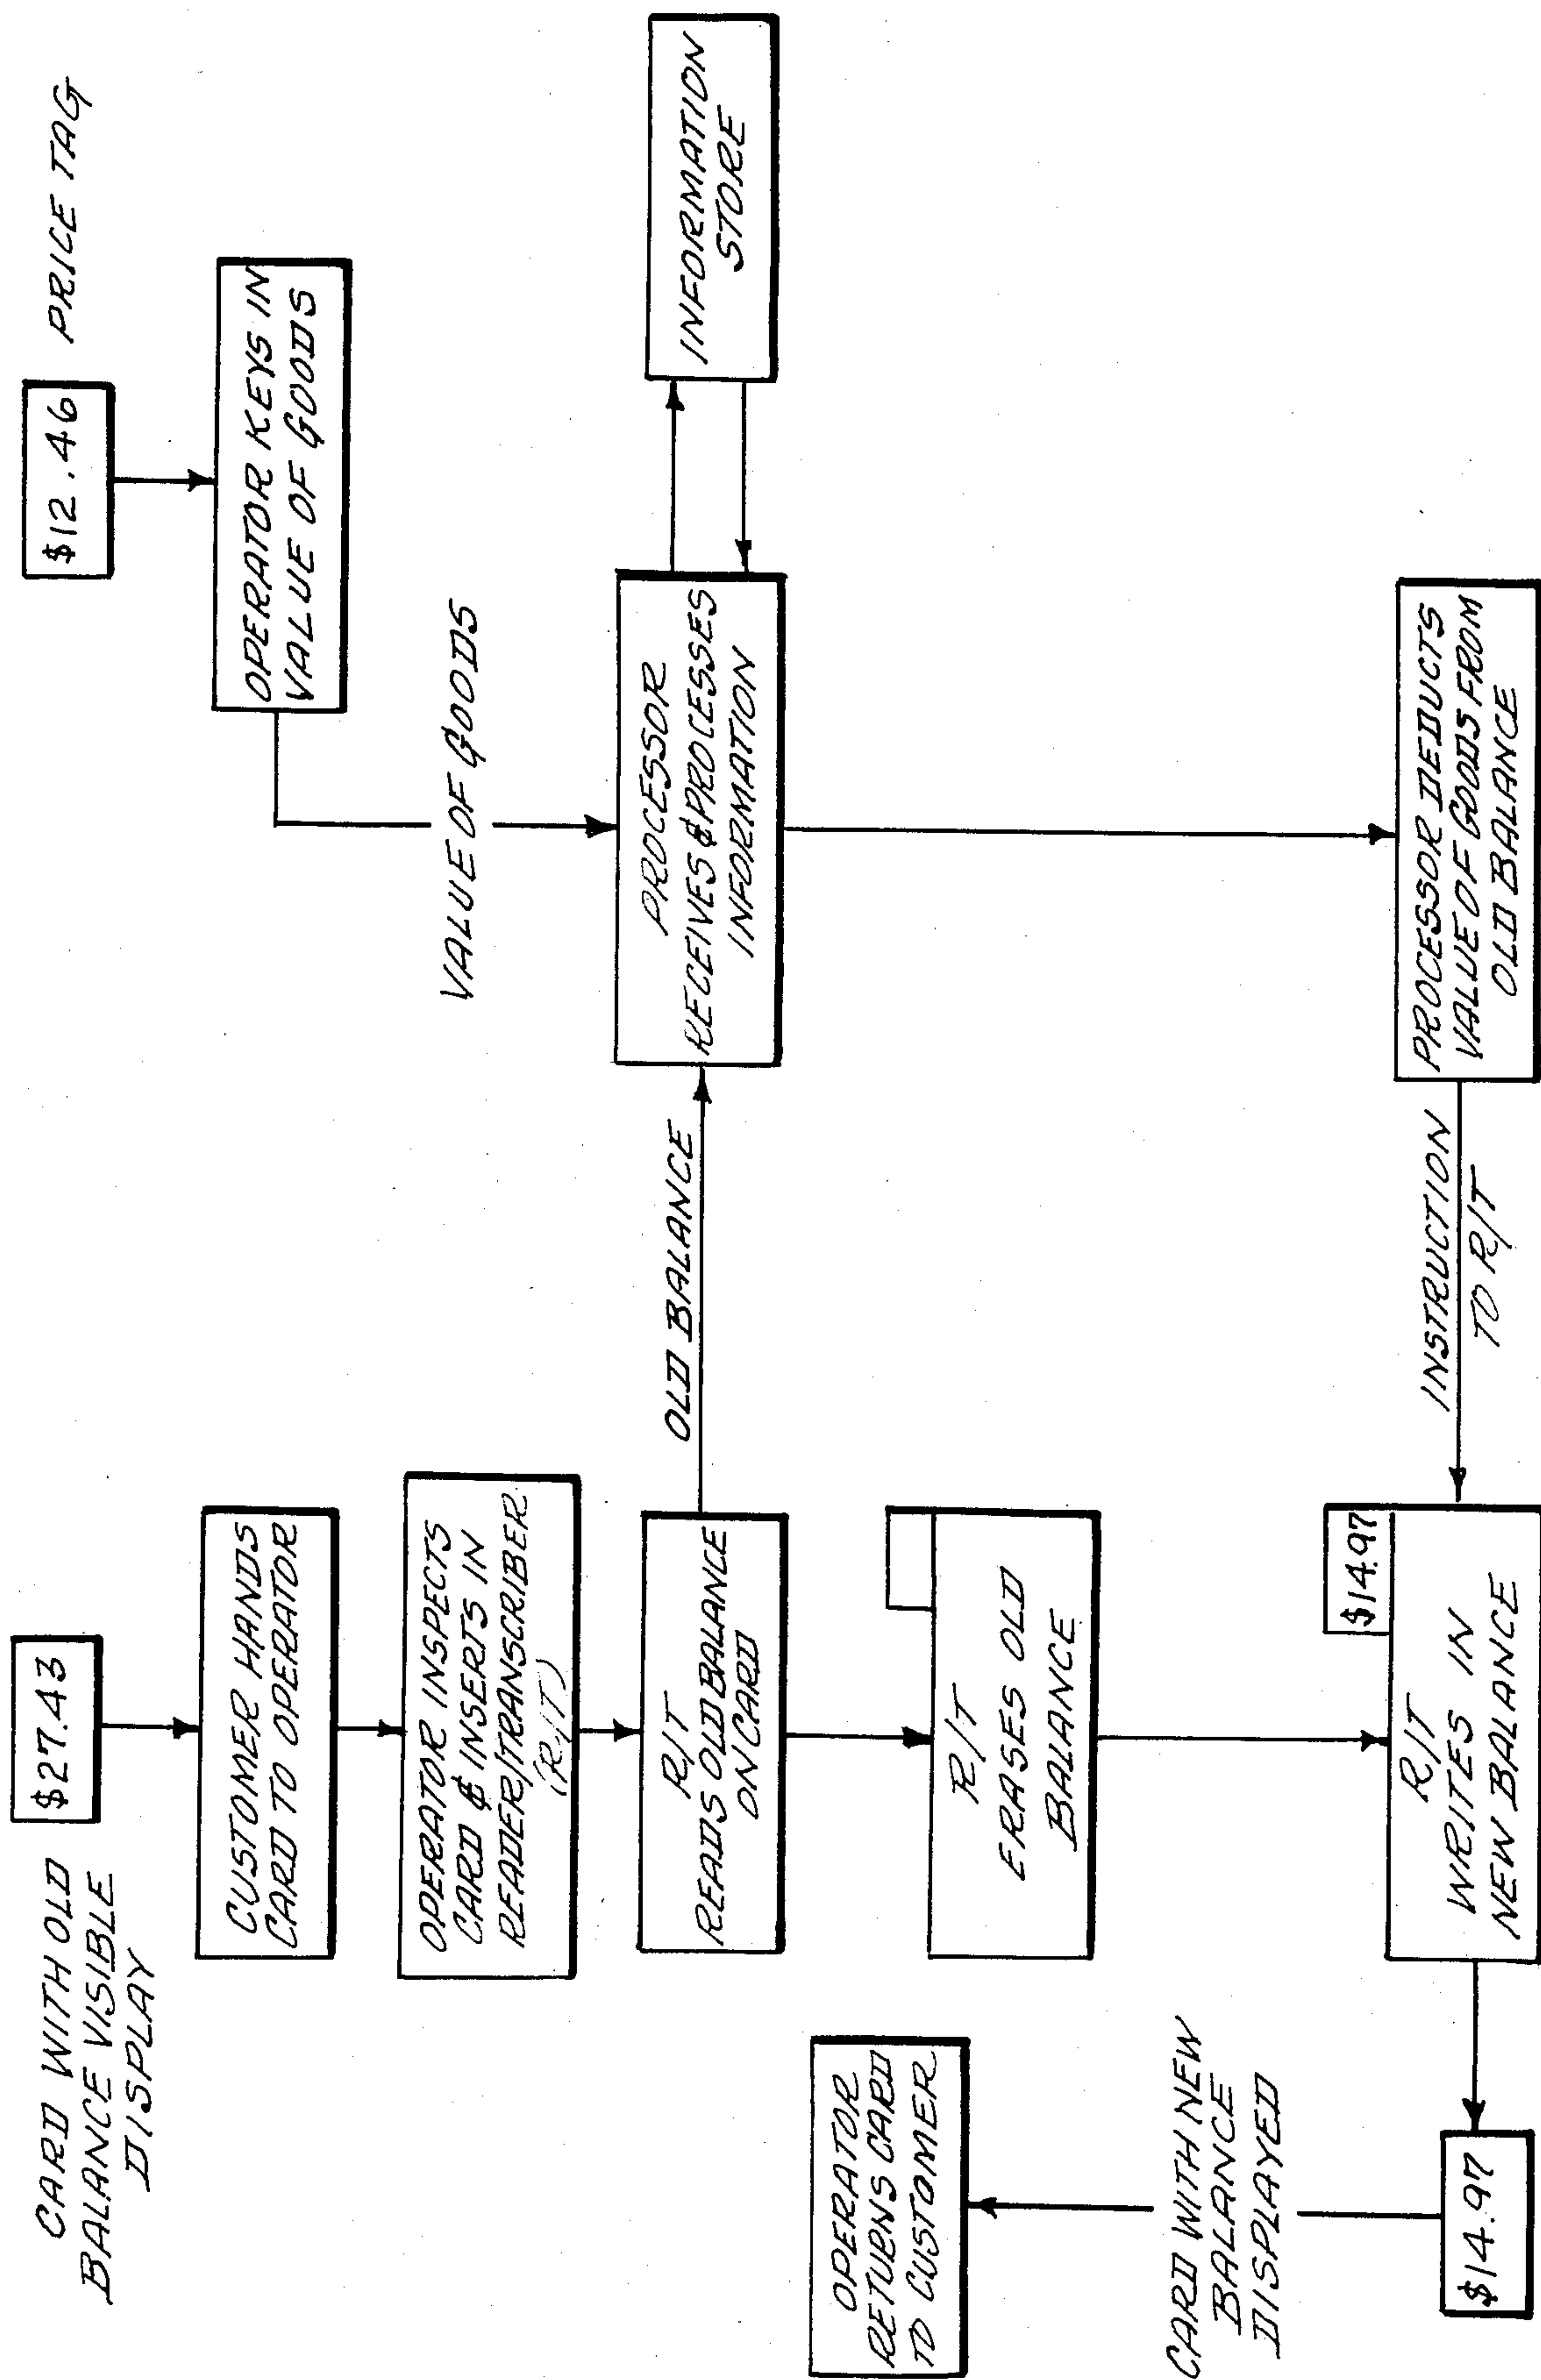 CARD WITH OLD
BALANCE VISIBLE
DISPLAY
$27.43
$12.46
PRICE TAG
CUSTOMER HANDS
CARD TO OPERATOR
OPERATOR KEYS IN
VALUE OF GOODS
OPERATOR INSPECTS
CARD & INSERTS IN
READER/TRANSCRIBER
(R/T)
VALUE OF GOODS
R/T
READS OLD BALANCE
ON CARD
OLD BALANCE
PROCESSOR
RECEIVES & PROCESSES
INFORMATION
INFORMATION
STORE
OPERATOR
RETURNS CARD
TO CUSTOMER
R/T
ERASES OLD
BALANCE
CARD WITH NEW
BALANCE
DISPLAYED
$14.97
R/T
WRITES IN
NEW BALANCE
$14.97
INSTRUCTION
TO R/T
PROCESSOR DEDUCTS
VALUE OF GOODS FROM
OLD BALANCE